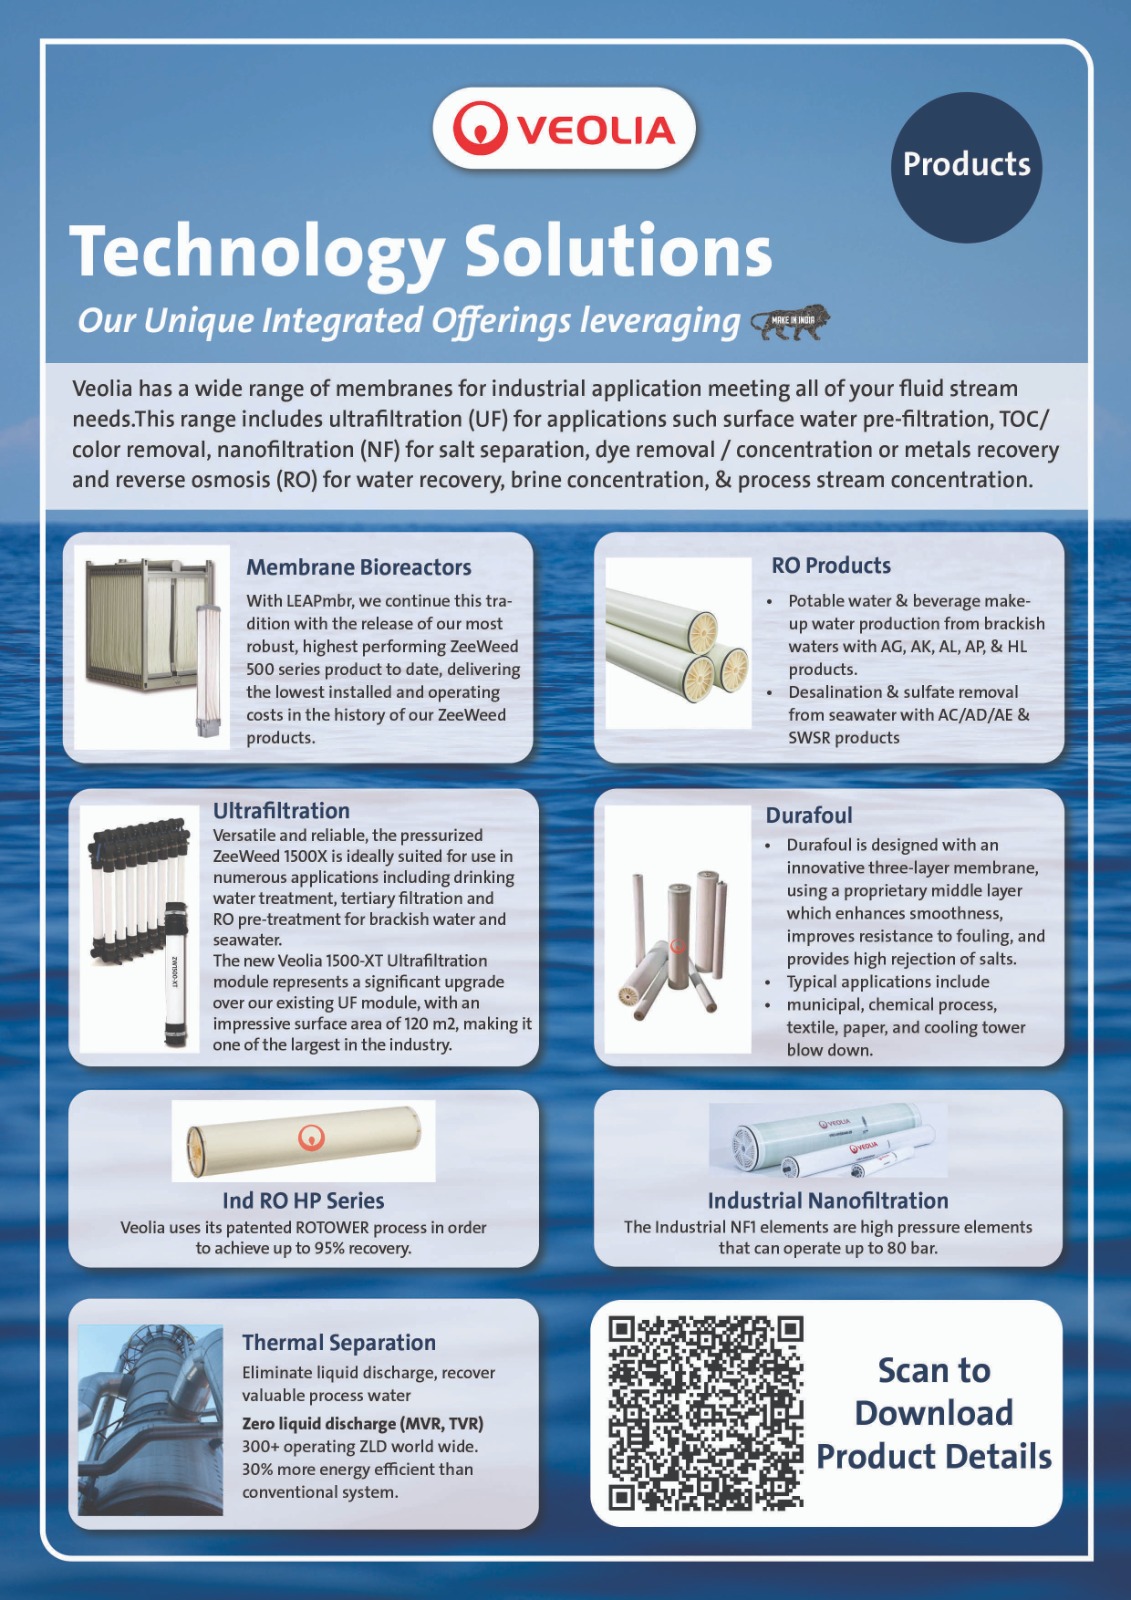 VEOLIA
Products
Technology Solutions
Our Unique Integrated Offerings leveraging
MAKE IN INDIA
Veolia has a wide range of membranes for industrial application meeting all of your fluid stream
needs.This range includes ultrafiltration (UF) for applications such surface water pre-filtration, TOC/
color removal, nanofiltration (NF) for salt separation, dye removal / concentration or metals recovery
and reverse osmosis (RO) for water recovery, brine concentration, & process stream concentration.
Membrane Bioreactors
With LEAPmbr, we continue this tra-
dition with the release of our most
robust, highest performing ZeeWeed
500 series product to date, delivering
the lowest installed and operating
costs in the history of our ZeeWeed
products.
RO Products
• Potable water & beverage make-
up water production from brackish
waters with AG, AK, AL, AP, & HL
products.
• Desalination & sulfate removal
from seawater with AC/AD/AE &
SWSR products
Ultrafiltration
Versatile and reliable, the pressurized
ZeeWeed 1500X is ideally suited for use in
numerous applications including drinking
water treatment, tertiary filtration and
RO pre-treatment for brackish water and
seawater.
The new Veolia 1500-XT Ultrafiltration
module represents a significant upgrade
over our existing UF module, with an
impressive surface area of 120 m2, making it
one of the largest in the industry.
ZW1500-XT
Durafoul
• Durafoul is designed with an
innovative three-layer membrane,
using a proprietary middle layer
which enhances smoothness,
improves resistance to fouling, and
provides high rejection of salts.
• Typical applications include
• municipal, chemical process,
textile, paper, and cooling tower
blow down.
Ind RO HP Series
Veolia uses its patented ROTOWER process in order
to achieve up to 95% recovery.
VEOLIA
VEOLIA
Industrial Nanofiltration
The Industrial NF1 elements are high pressure elements
that can operate up to 80 bar.
Thermal Separation
Eliminate liquid discharge, recover
valuable process water
Zero liquid discharge (MVR, TVR)
300+ operating ZLD world wide.
30% more energy efficient than
conventional system.
Scan to
Download
Product Details